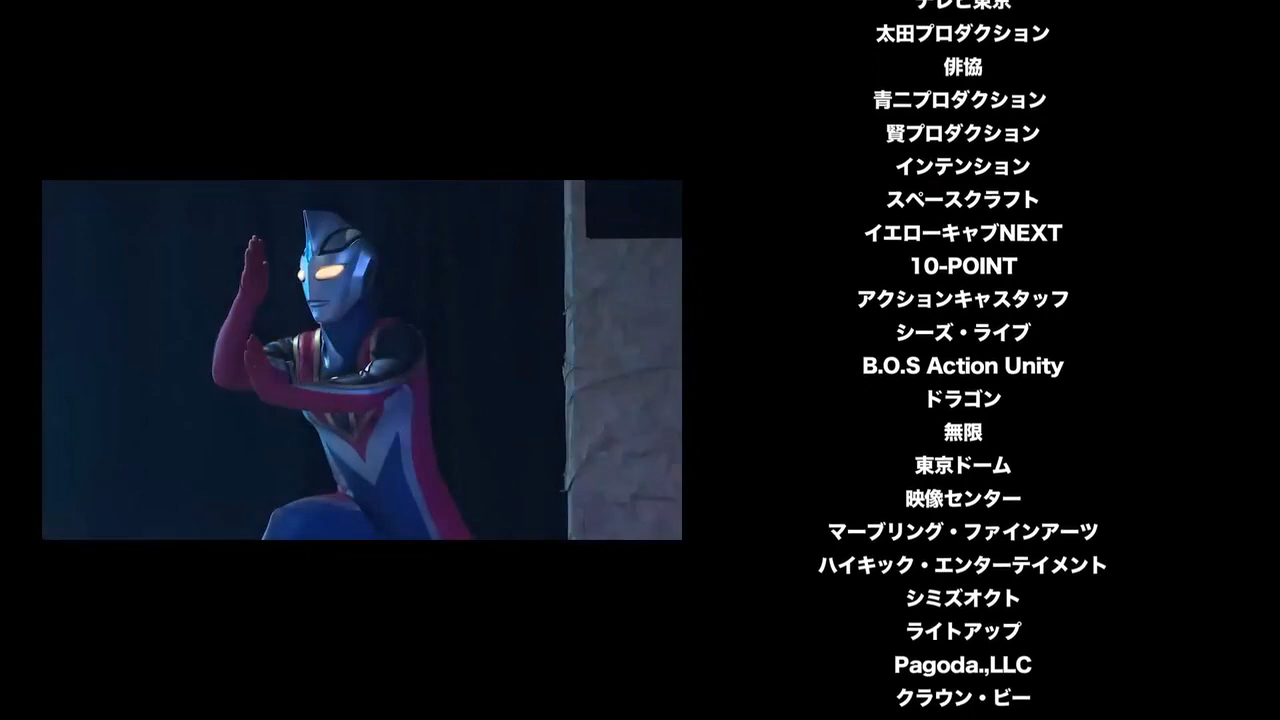 テレビ東京
太田プロダクション
俳協
青二プロダクション
賢プロダクション
インテンション
スペースクラフト
イエローキャブNEXT
10-POINT
アクションキャスタッフ
シーズ・ライブ
B.O.S Action Unity
ドラゴン
無限
東京ドーム
映像センター
マーブリング・ファインアーツ
ハイキック・エンターテイメント
シミズオクト
ライトアップ
Pagoda.,LLC
クラウン・ビー